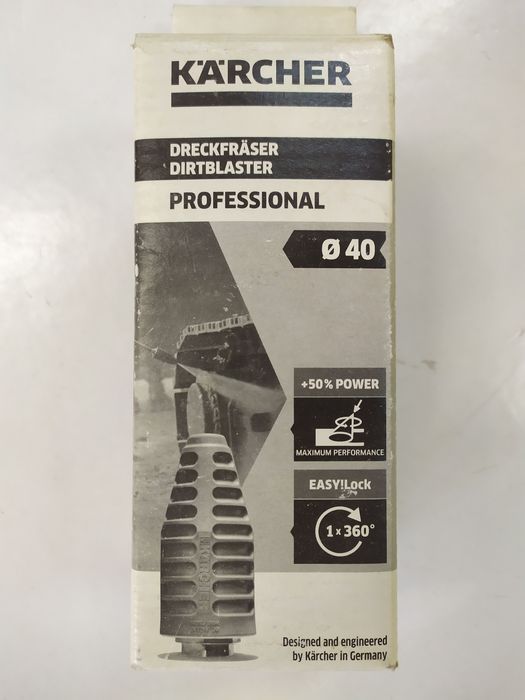 KÄRCHER
DRECKFRÄSER
DIRTBLASTER
PROFESSIONAL
Ø 40
+50% POWER
MAXIMUM PERFORMANCE
EASY!Lock
1 x 360°
KÄRCHER
Designed and engineered
by Kärcher in Germany